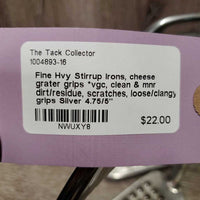 The Tack Collector
1004893-16
Fine Hvy Stirrup Irons, cheese
grater grips *vgc, clean & mnr
dirt/residue, scratches, loose/clangy
grips Silver 4.75/5"
$22.00
NWUXY8